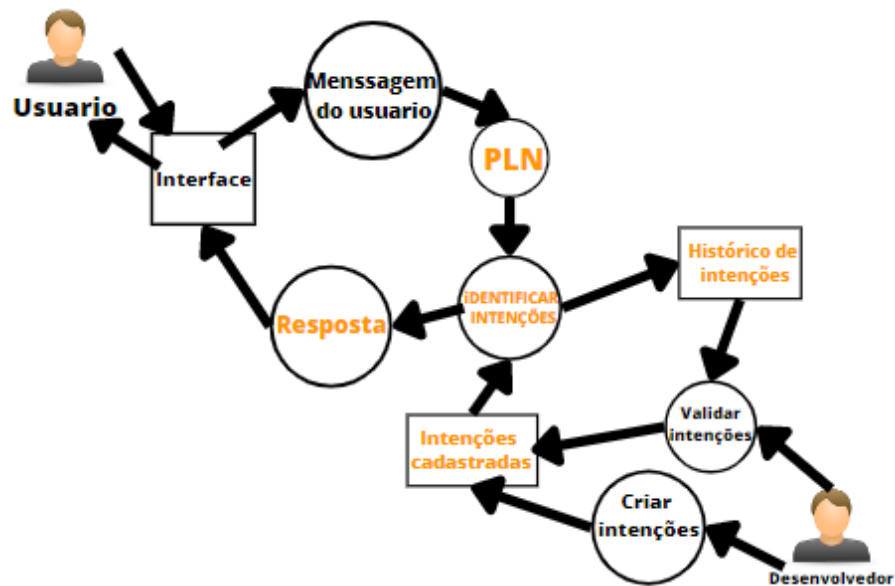 Usuario
Menssagem
do usuario
Interface
PLN
Histórico de
intenções
iDENTIFICAR
INTENÇÕES
Resposta
Intenções
cadastradas
Validar
intenções
Criar
intenções
Desenvolvedor